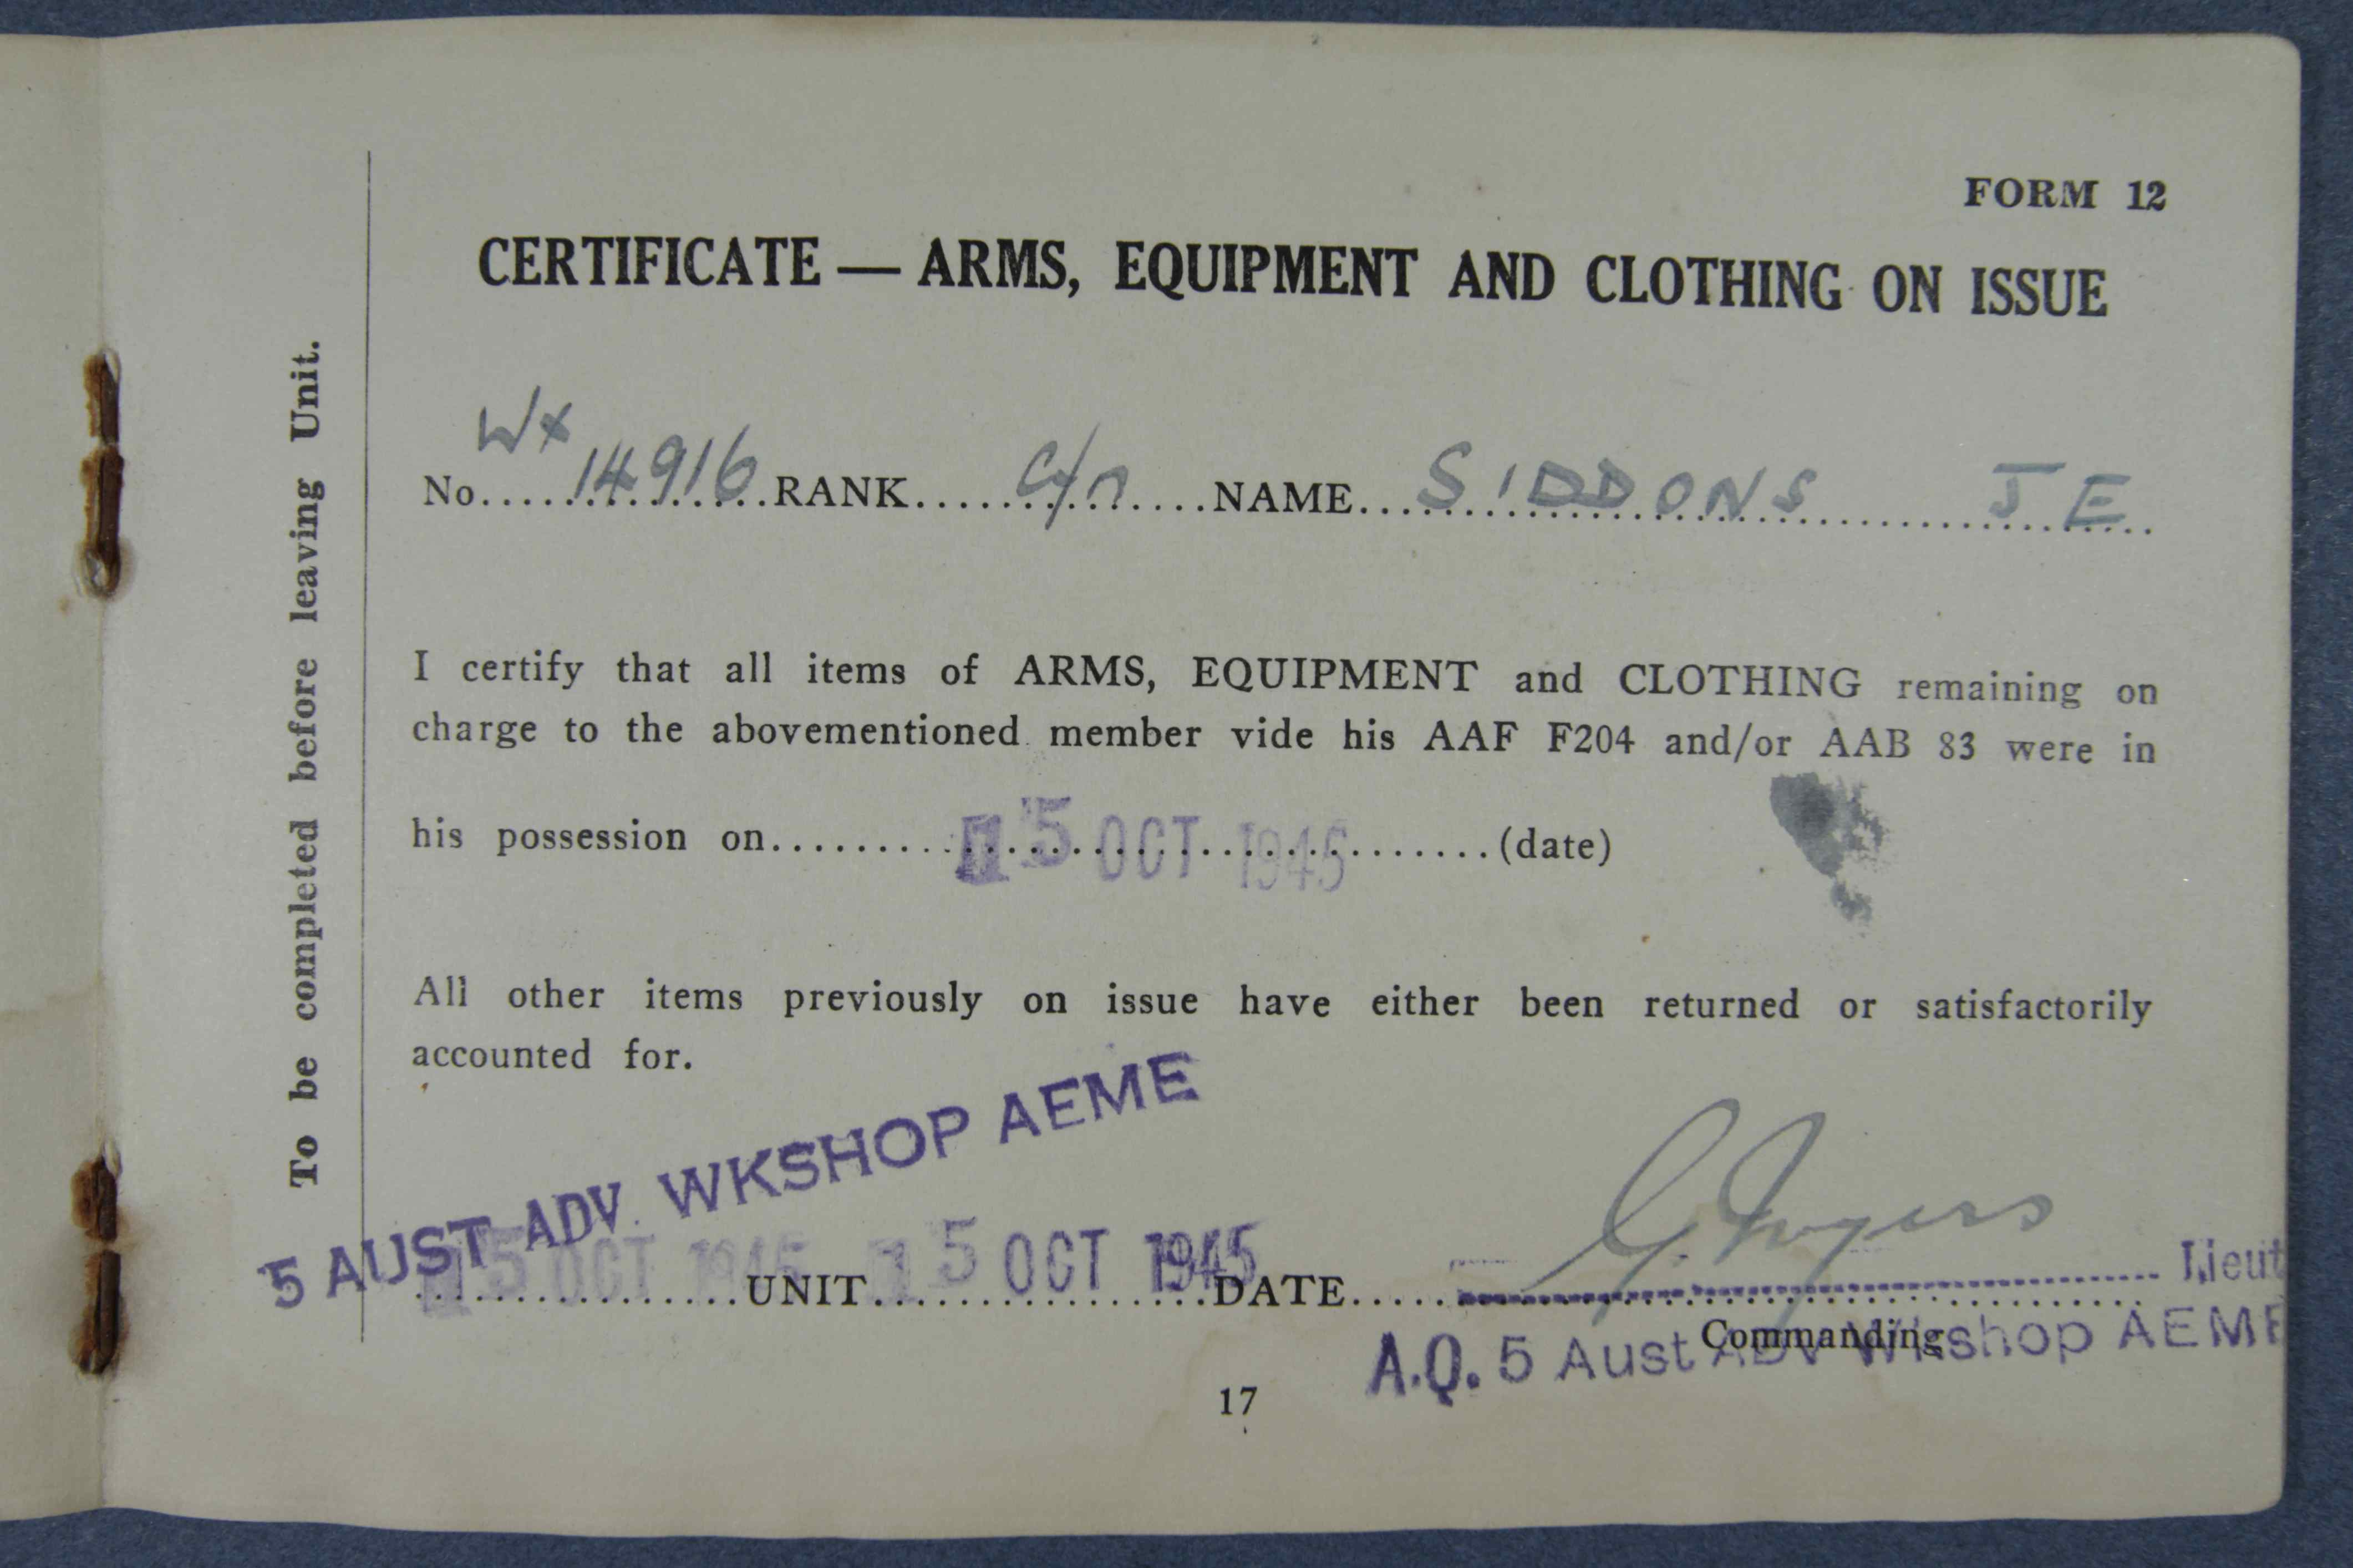 FORM 12
CERTIFICATE — ARMS, EQUIPMENT AND CLOTHING ON ISSUE
To be completed before leaving Unit.
Wx
No.....14916.....RANK.....C/n.....NAME.....SIDDONS J E.....
I certify that all items of ARMS, EQUIPMENT and CLOTHING remaining on
charge to the abovementioned member vide his AAF F204 and/or AAB 83 were in
his possession on.....15 OCT 1945.....(date)
All other items previously on issue have either been returned or satisfactorily
accounted for.
5 AUST ADV. WKSHOP AEME
15 OCT 1945 UNIT.....15 OCT 1945 DATE..... Lieut
Commanding
A.Q. 5 Aust ADV Wkshop AEME
17